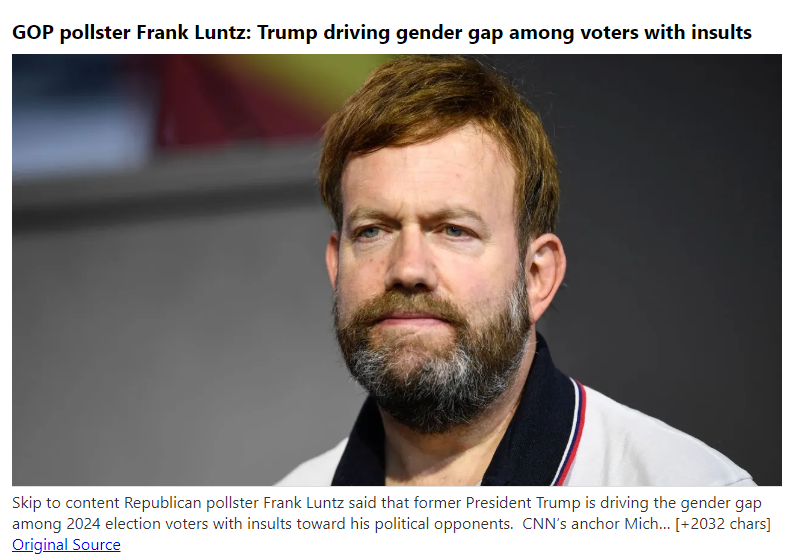 GOP pollster Frank Luntz: Trump driving gender gap among voters with insults
Skip to content Republican pollster Frank Luntz said that former President Trump is driving the gender gap
among 2024 election voters with insults toward his political opponents.  CNN’s anchor Mich... [+2032 chars]
Original Source